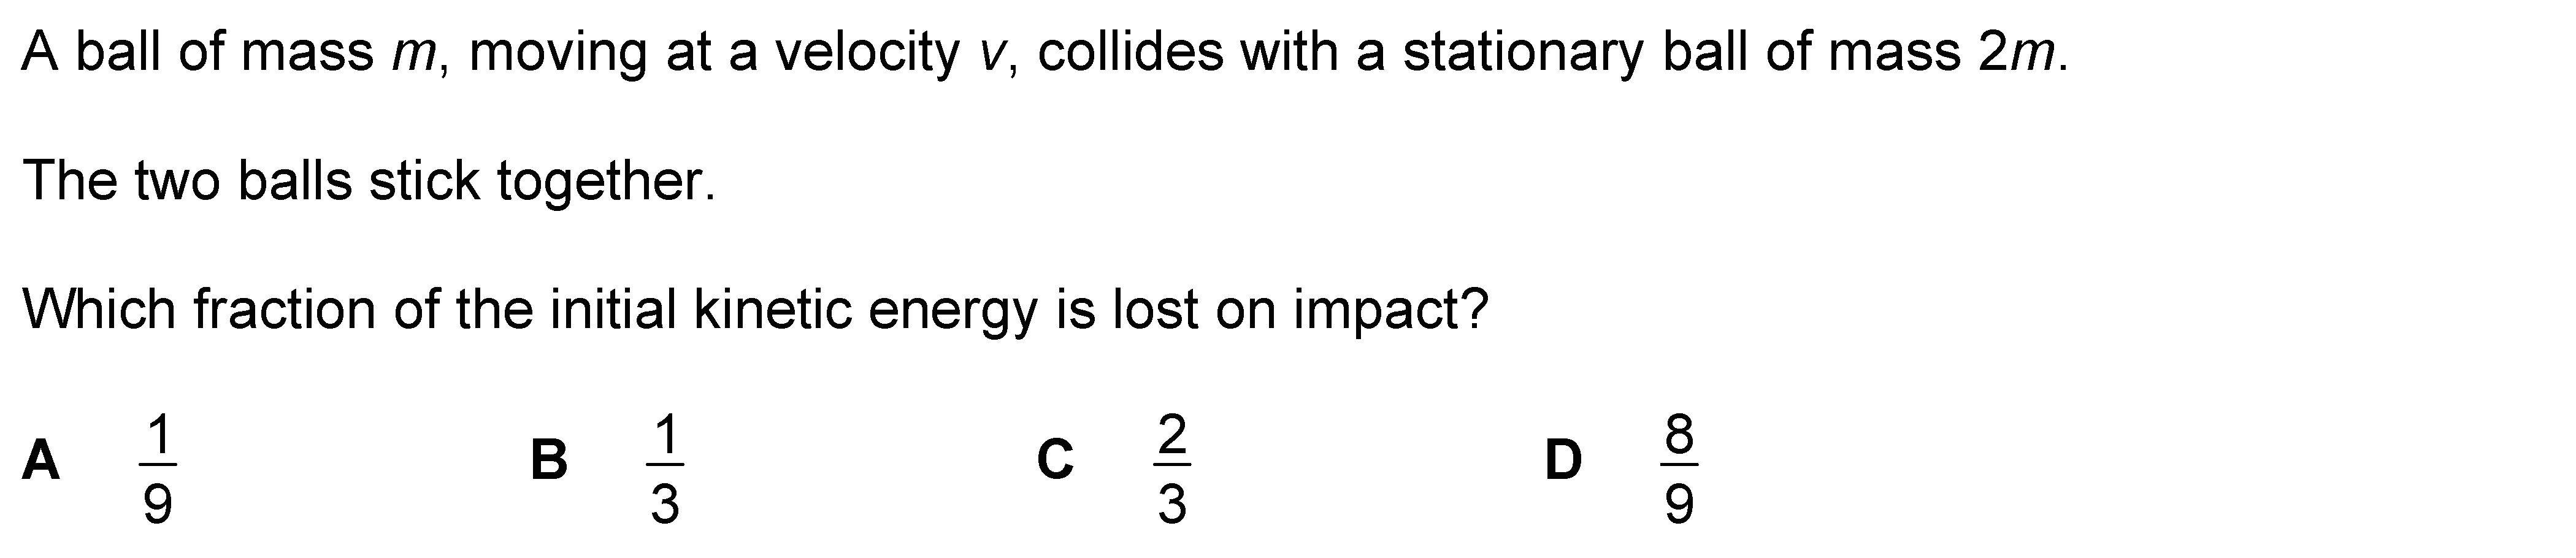 A ball of mass m, moving at a velocity v, collides with a stationary ball of mass 2m.
The two balls stick together.
Which fraction of the initial kinetic energy is lost on impact?
A 1/9 B 1/3 C 2/3 D 8/9